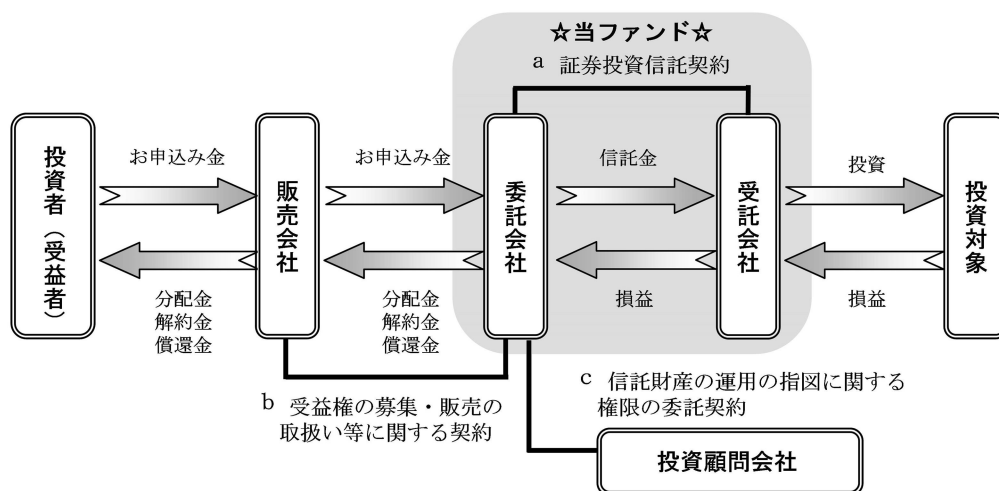 ☆当ファンド☆
a 証券投資信託契約
投資者（受益者）
お申込み金
販売会社
お申込み金
委託会社
信託金
受託会社
投資
投資対象
分配金
解約金
償還金
分配金
解約金
償還金
損益
損益
b 受益権の募集・販売の
取扱い等に関する契約
c 信託財産の運用の指図に関する
権限の委託契約
投資顧問会社